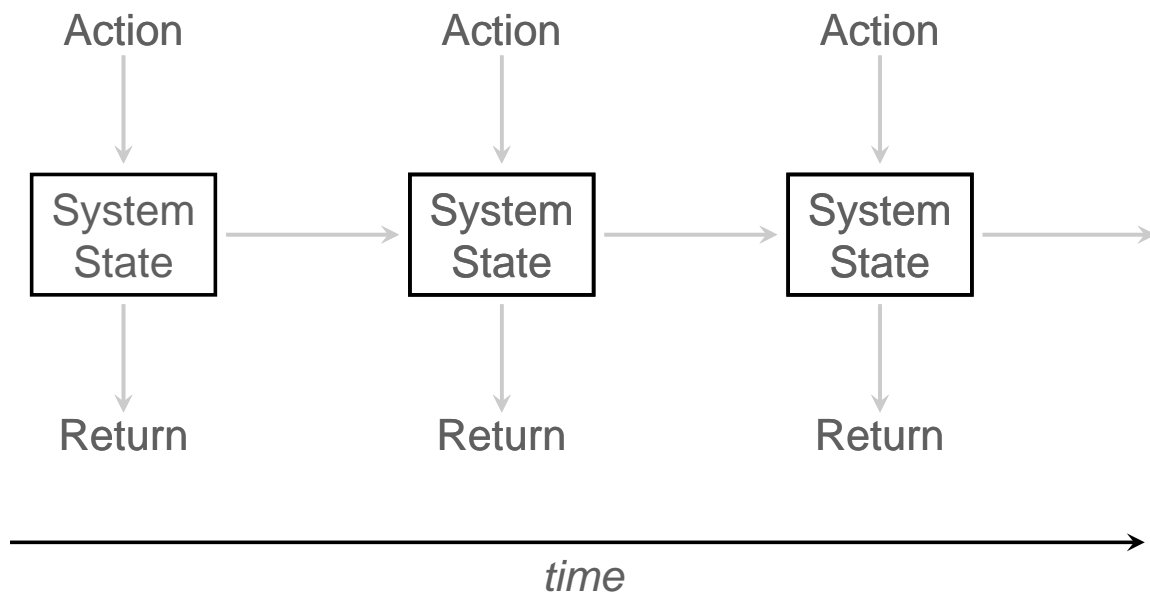 Action Action Action
System System System
State State State
Return Return Return
time